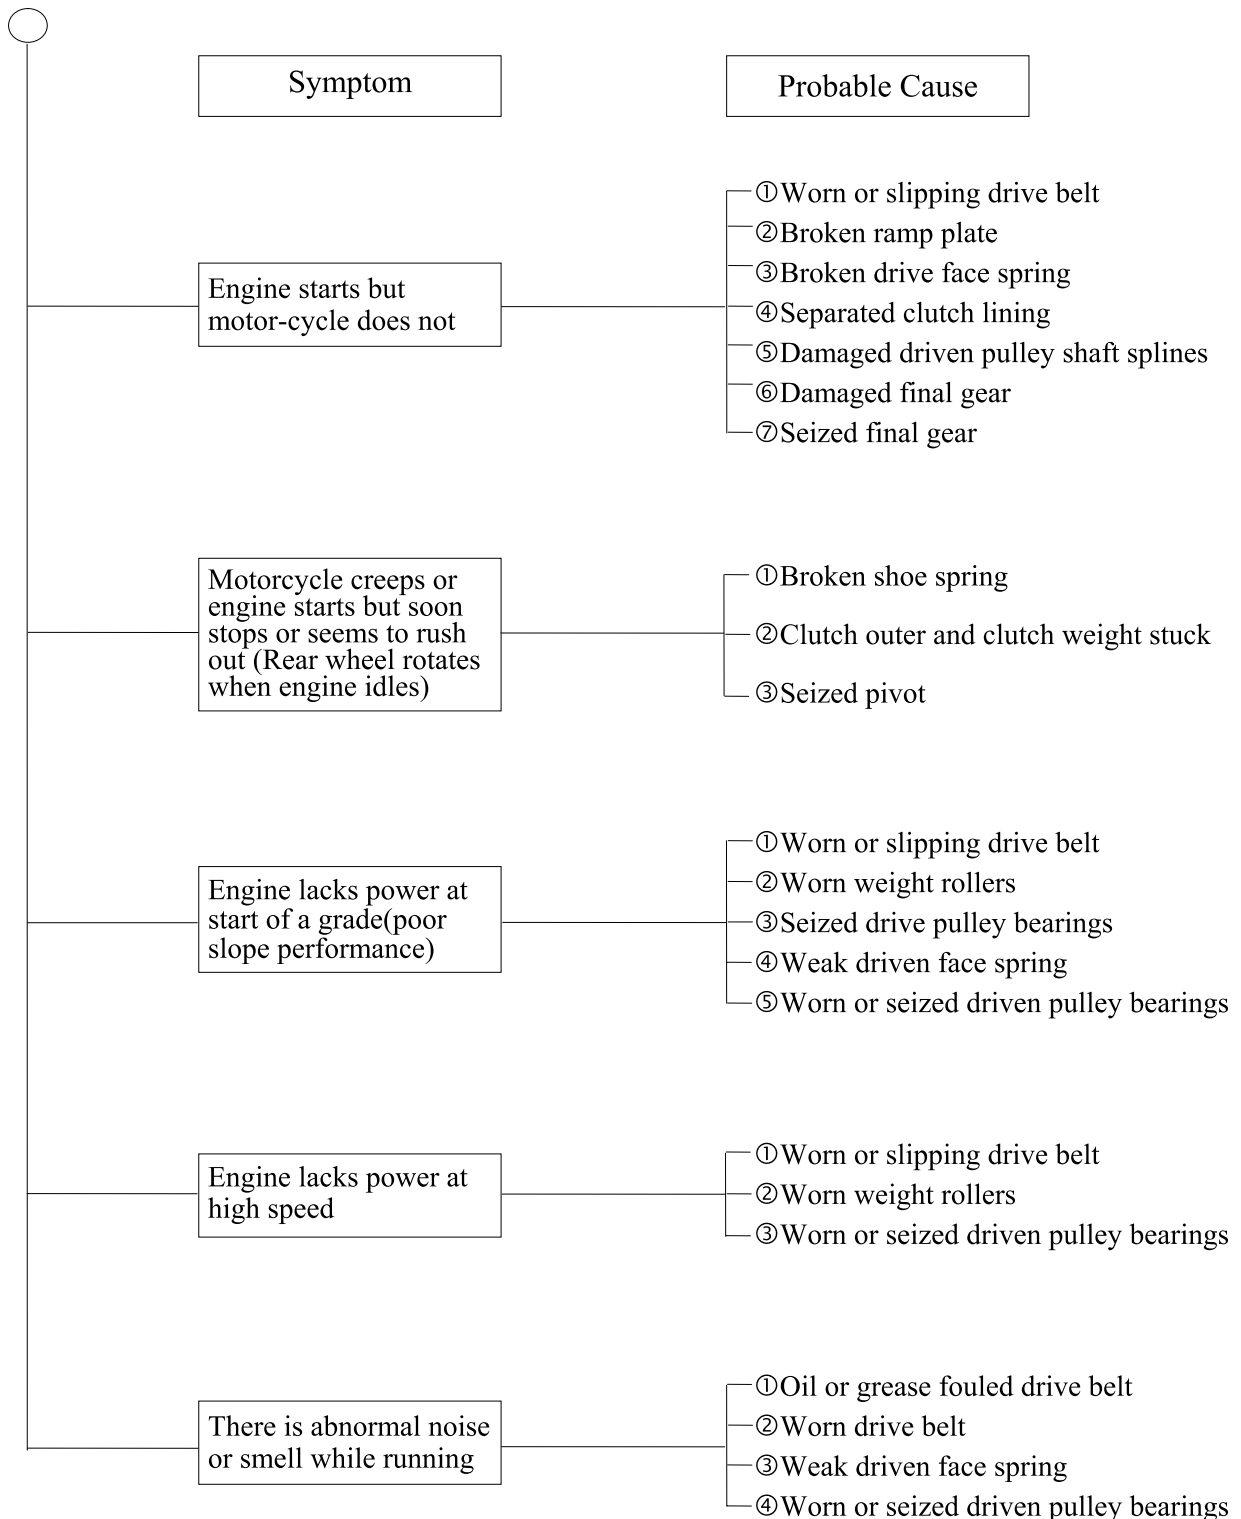 Symptom
Probable Cause
Engine starts but
motor-cycle does not
①Worn or slipping drive belt
②Broken ramp plate
③Broken drive face spring
④Separated clutch lining
⑤Damaged driven pulley shaft splines
⑥Damaged final gear
⑦Seized final gear
Motorcycle creeps or
engine starts but soon
stops or seems to rush
out (Rear wheel rotates
when engine idles)
①Broken shoe spring
②Clutch outer and clutch weight stuck
③Seized pivot
Engine lacks power at
start of a grade(poor
slope performance)
①Worn or slipping drive belt
②Worn weight rollers
③Seized drive pulley bearings
④Weak driven face spring
⑤Worn or seized driven pulley bearings
Engine lacks power at
high speed
①Worn or slipping drive belt
②Worn weight rollers
③Worn or seized driven pulley bearings
There is abnormal noise
or smell while running
①Oil or grease fouled drive belt
②Worn drive belt
③Weak driven face spring
④Worn or seized driven pulley bearings